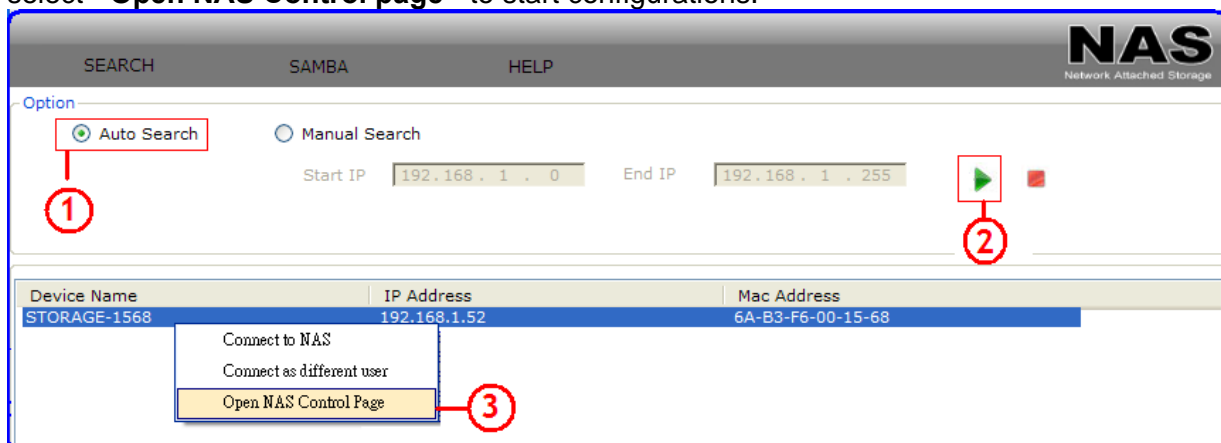 select "Open NAS Control page" to start configurations.
NAS
Network Attached Storage
SEARCH SAMBA HELP
Option
Auto Search Manual Search
Start IP 192.168. 1 . 0 End IP 192.168. 1 . 255
1
2
Device Name IP Address Mac Address
STORAGE-1568 192.168.1.52 6A-B3-F6-00-15-68
Connect to NAS
Connect as different user
Open NAS Control Page
3